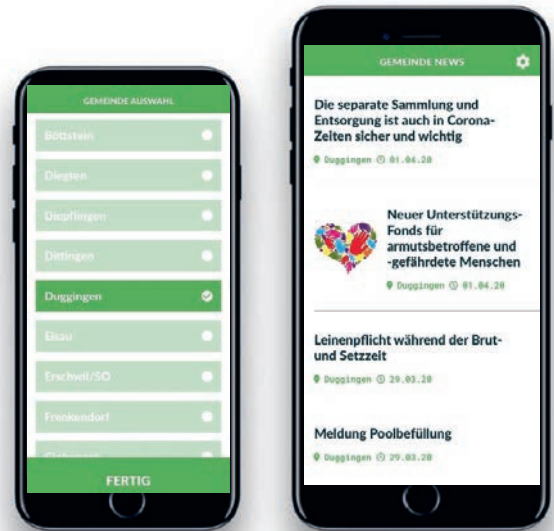 GEMEINDE AUSWAHL
Böttstein
Diegten
Diepflingen
Dittingen
Duggingen
Elsau
Erschwil/SO
Frenkendorf
FERTIG
GEMEINDE NEWS
Die separate Sammlung und
Entsorgung ist auch in Corona-
Zeiten sicher und wichtig
Duggingen 01.04.20
Neuer Unterstützungs-
Fonds für
armutsbetroffene und
-gefährdete Menschen
Duggingen 01.04.20
Leinenpflicht während der Brut-
und Setzzeit
Duggingen 29.03.20
Meldung Poolbefüllung
Duggingen 29.03.20